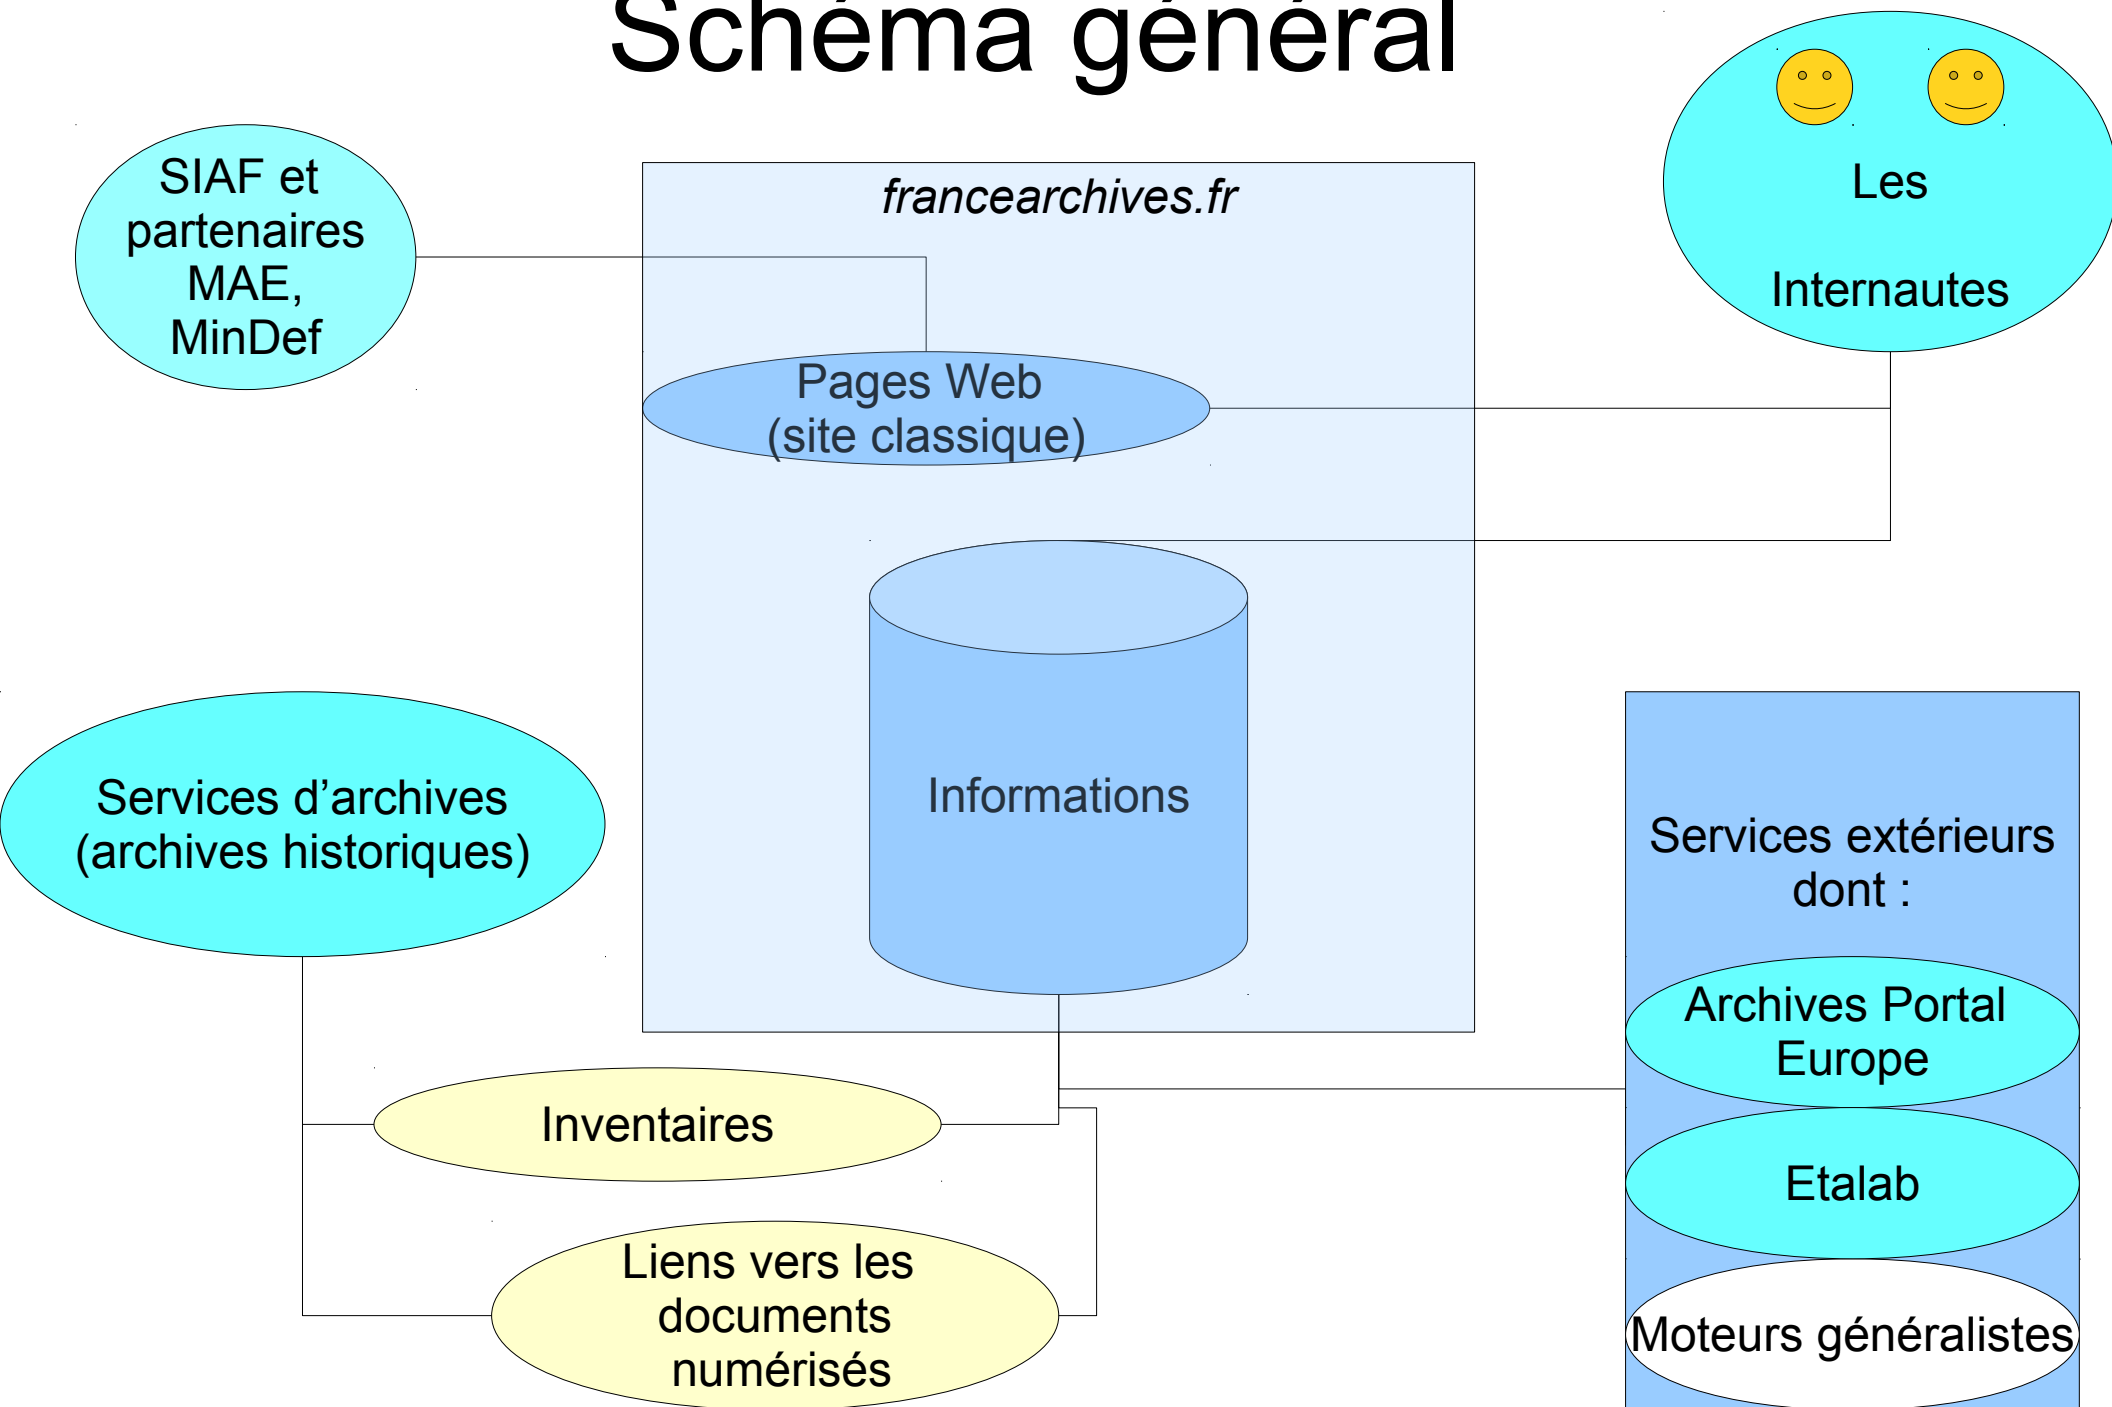 Schéma général
SIAF et
partenaires
MAE,
MinDef
francearchives.fr
Les
Internautes
Pages Web
(site classique)
Informations
Services d’archives
(archives historiques)
Services extérieurs
dont :
Archives Portal
Europe
Etalab
Moteurs généralistes
Inventaires
Liens vers les
documents
numérisés